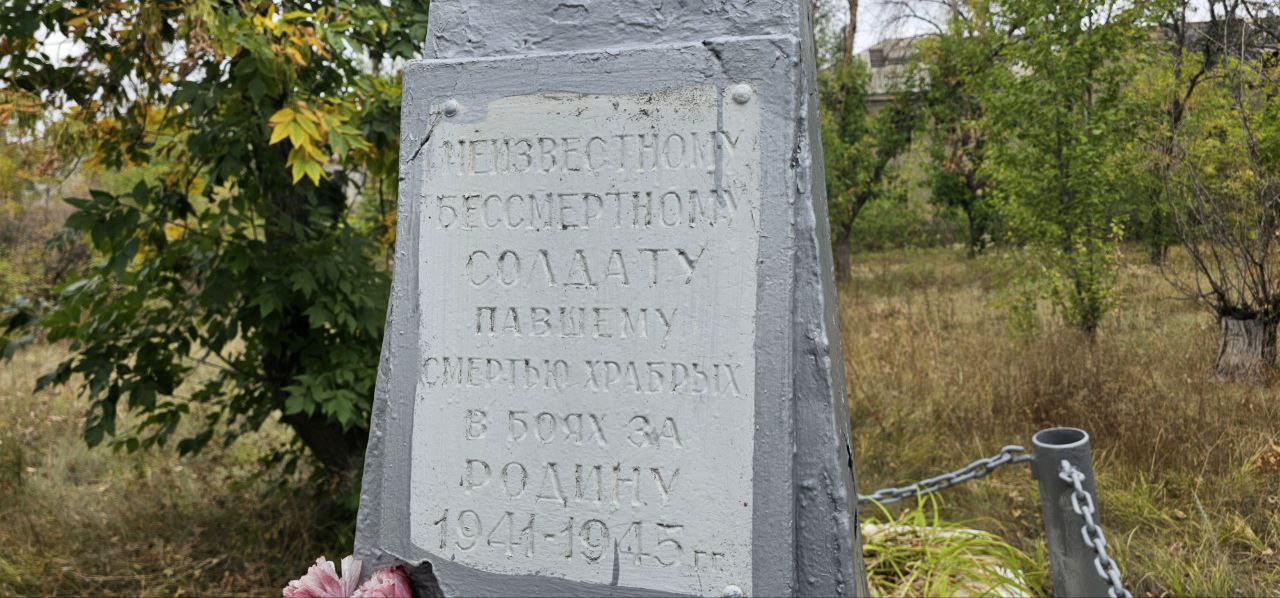 НЕИЗВЕСТНОМУ
БЕССМЕРТНОМУ
СОЛДАТУ
ПАВШЕМУ
СМЕРТЬЮ ХРАБРЫХ
В БОЯХ ЗА
РОДИНУ
1941-1945 гг.